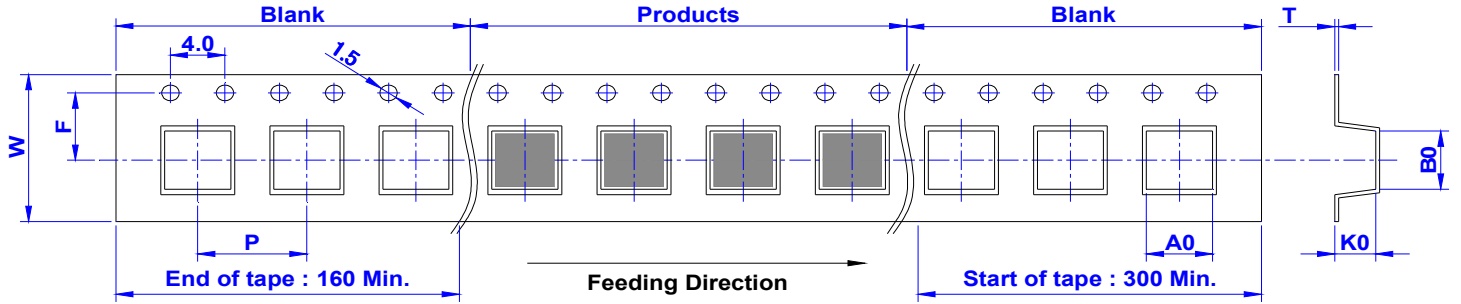 Blank
Products
Blank
T
4.0
1.5
F
W
B0
P
A0
K0
End of tape : 160 Min.
Feeding Direction
Start of tape : 300 Min.